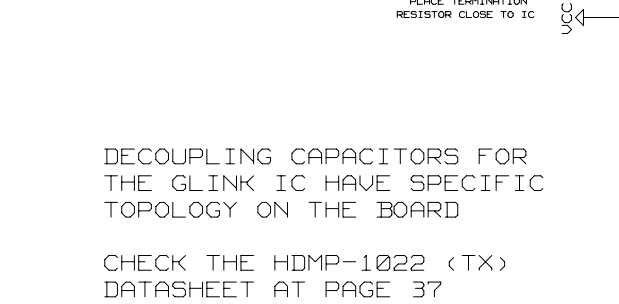 PLACE TERMINATION
RESISTOR CLOSE TO IC
VCC
DECOUPLING CAPACITORS FOR
THE GLINK IC HAVE SPECIFIC
TOPOLOGY ON THE BOARD
CHECK THE HDMP-1022 (TX)
DATASHEET AT PAGE 37